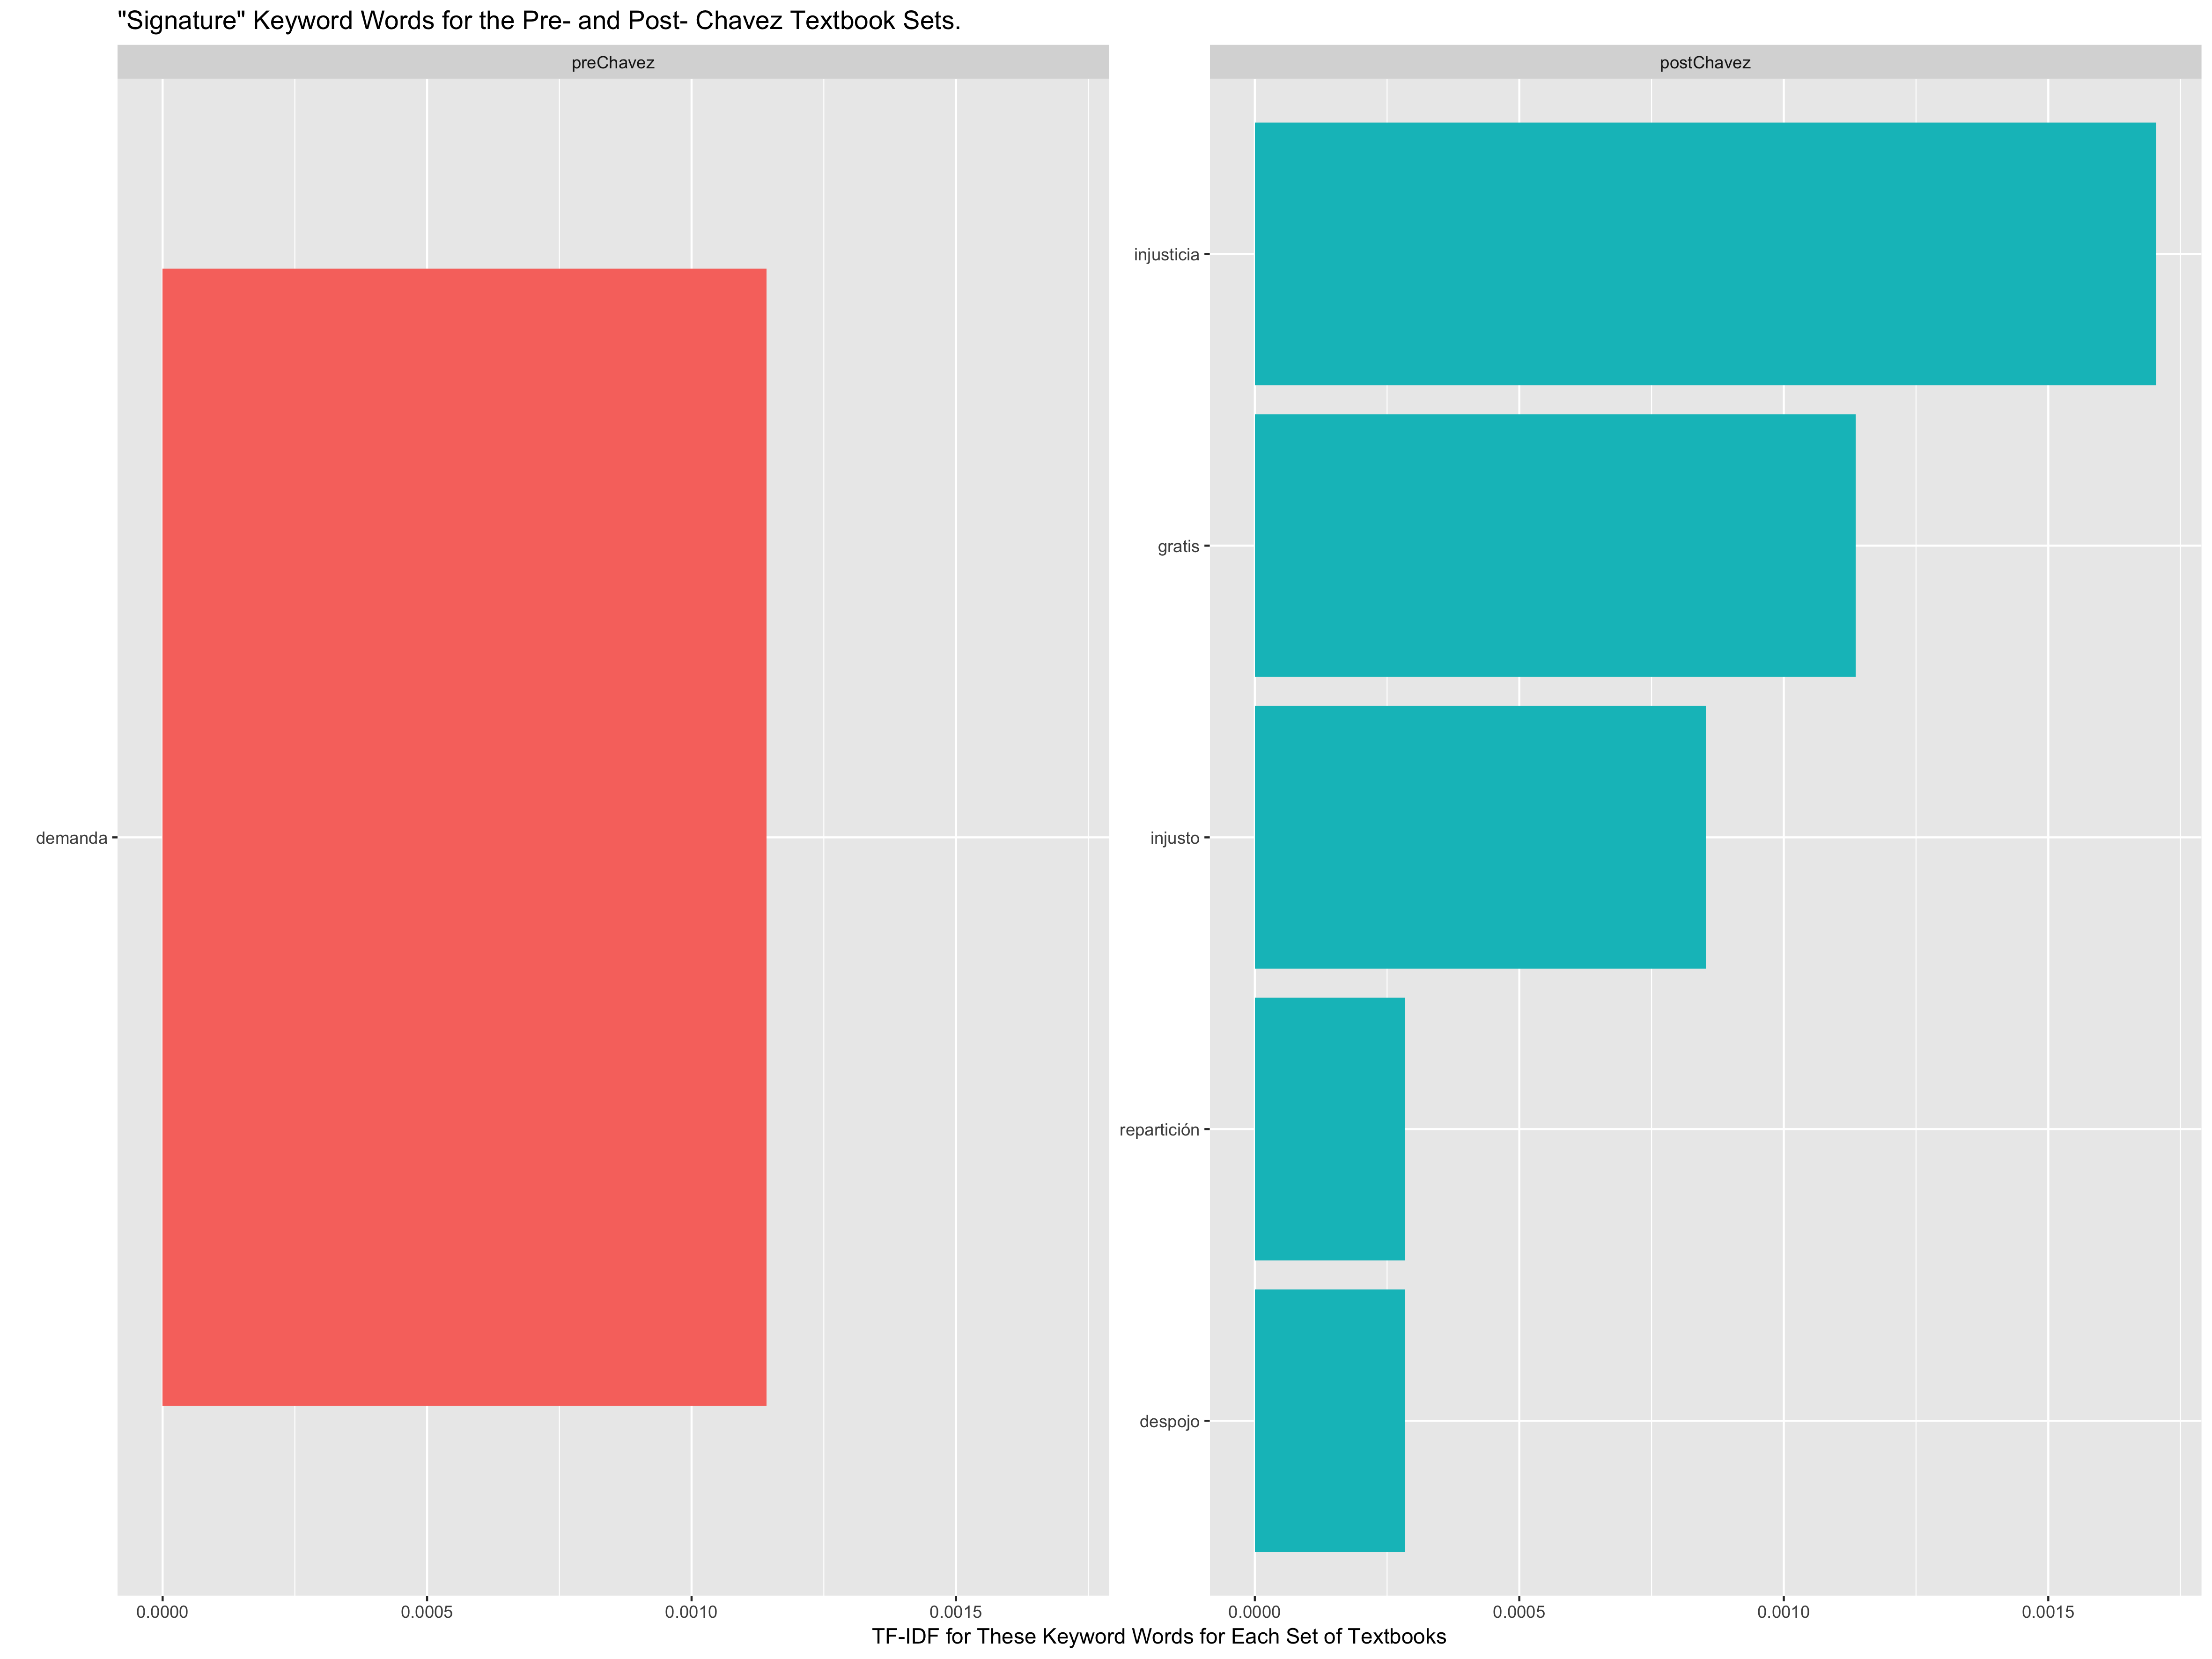 "Signature" Keyword Words for the Pre- and Post- Chavez Textbook Sets.
preChavez
demanda
0.0000 0.0005 0.0010 0.0015
postChavez
injusticia
gratis
injusto
repartición
despojo
0.0000 0.0005 0.0010 0.0015
TF-IDF for These Keyword Words for Each Set of Textbooks